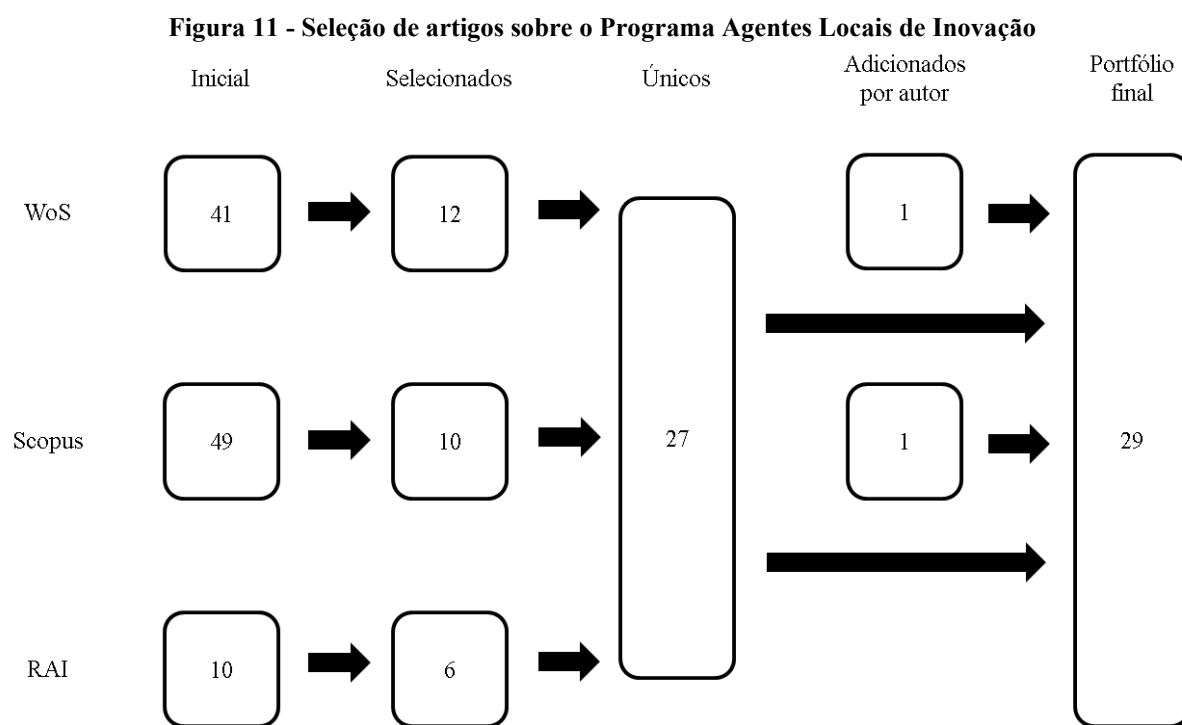 Figura 11 - Seleção de artigos sobre o Programa Agentes Locais de Inovação
Inicial
Selecionados
Únicos
Adicionados
por autor
Portfólio
final
WoS
41
12
1
Scopus
49
10
27
1
29
RAI
10
6